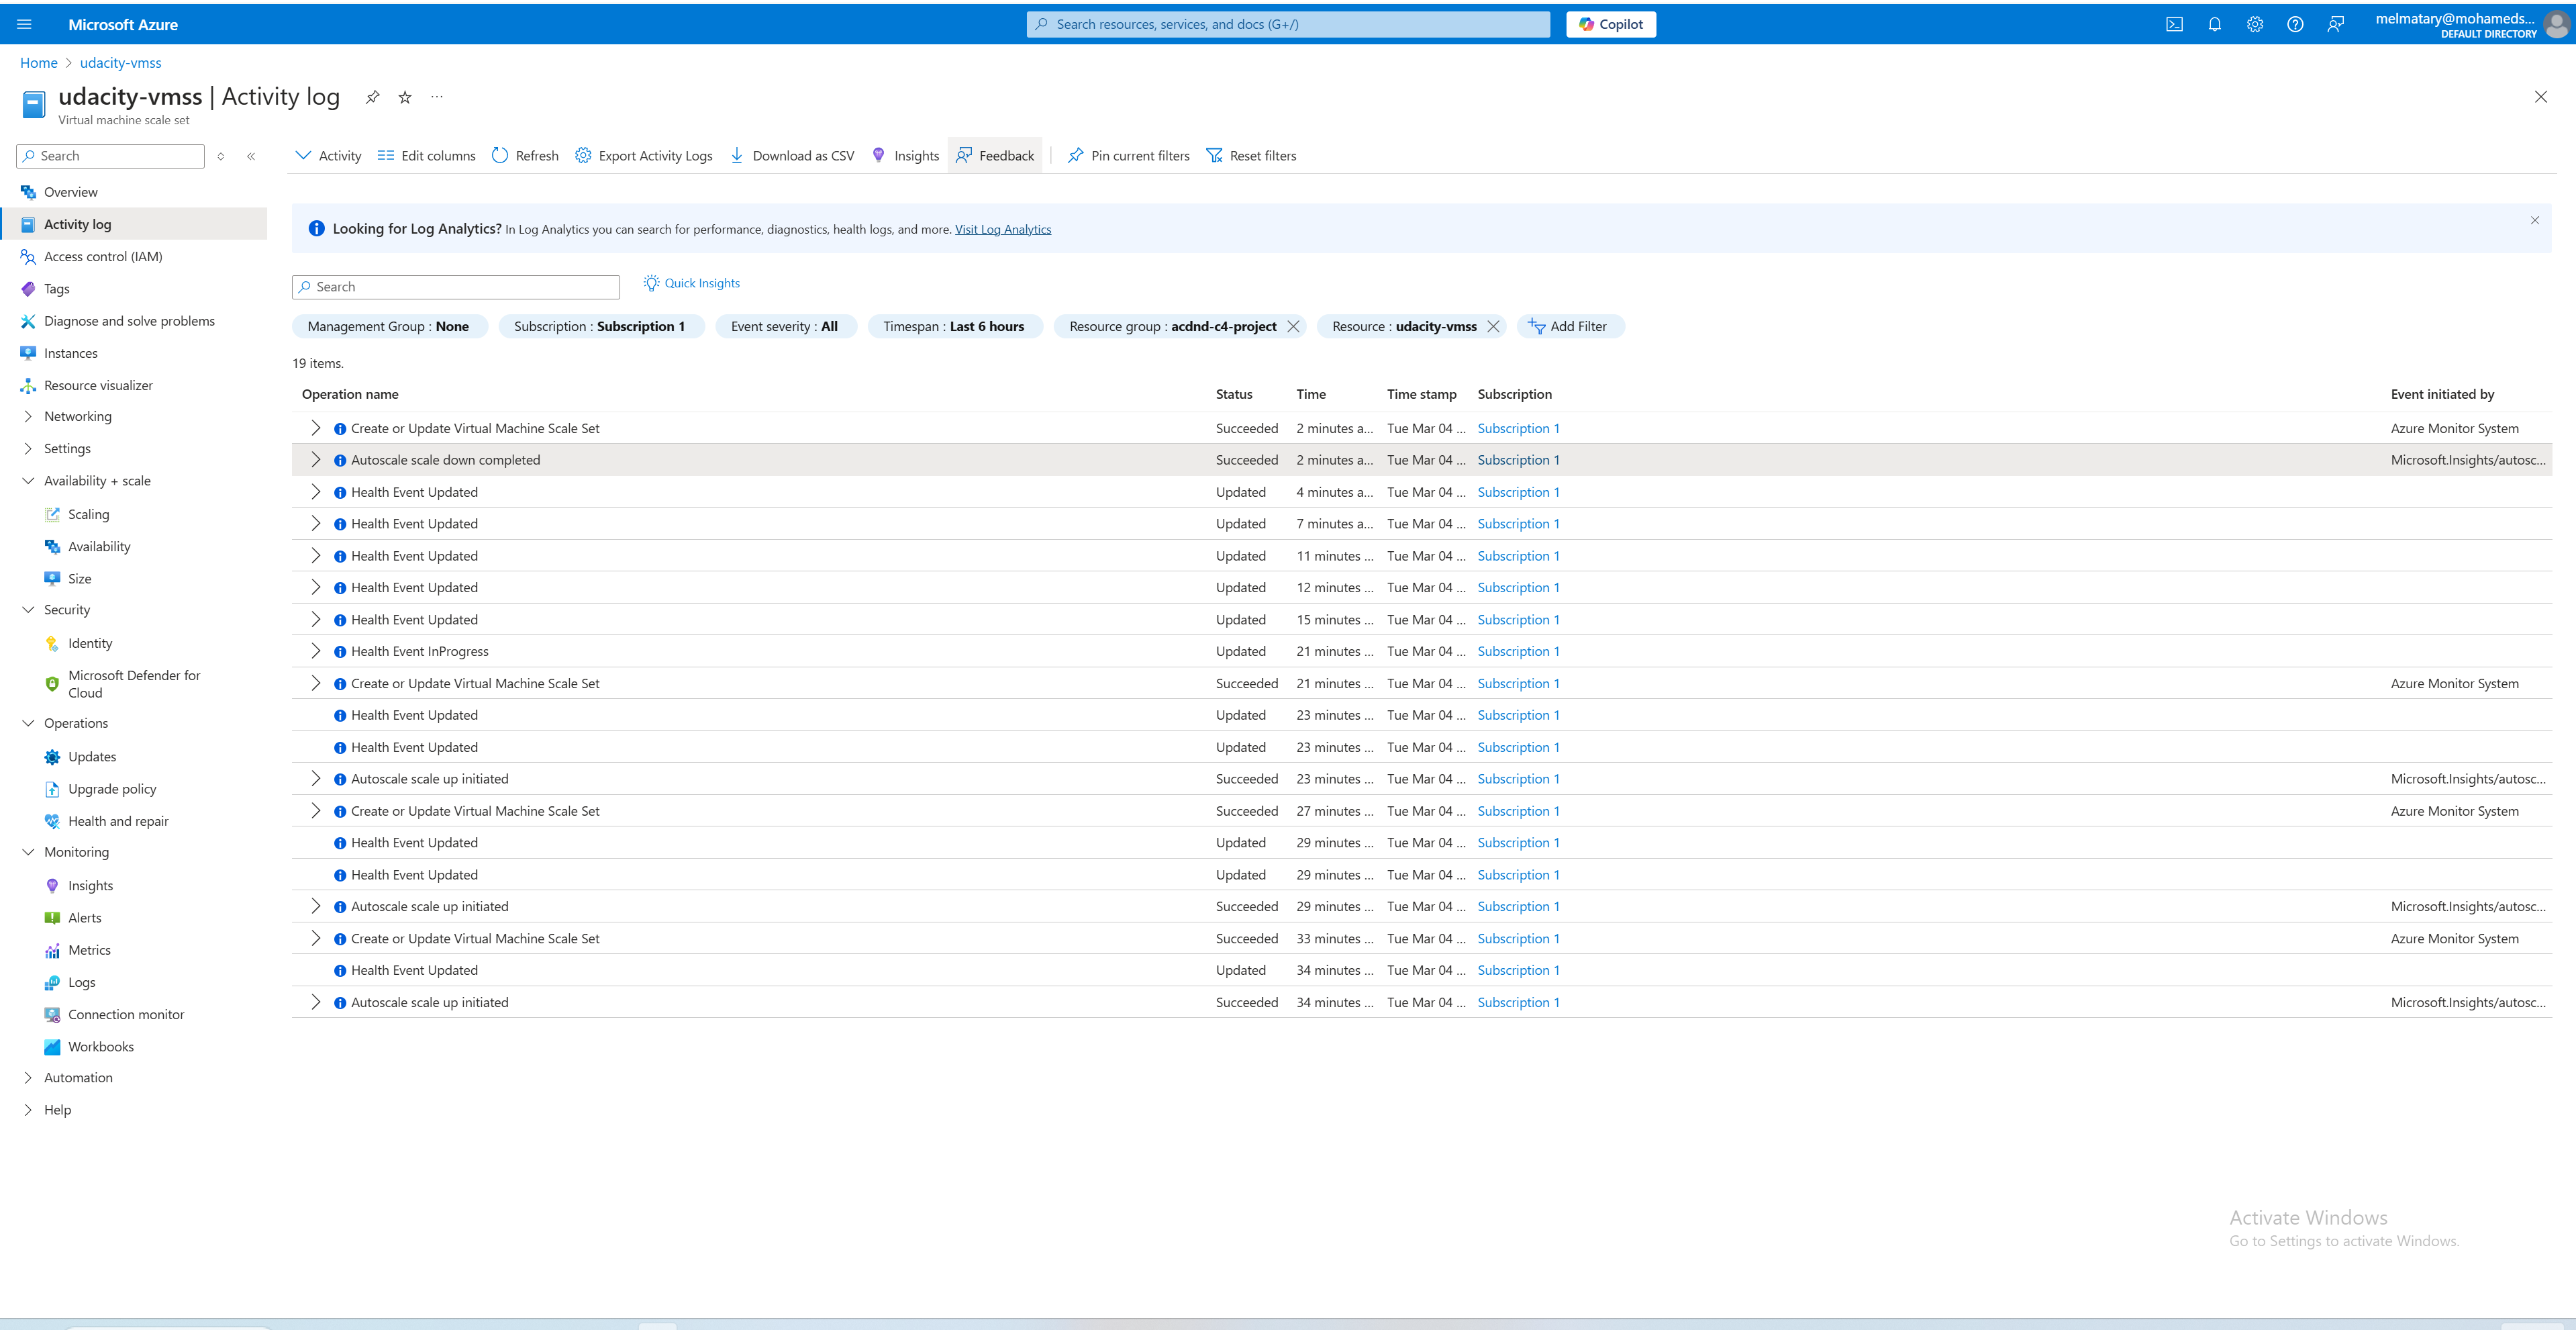 Microsoft Azure
Search resources, services, and docs (G+/)
Copilot
melmatary@mohameds...
DEFAULT DIRECTORY
Home > udacity-vmss
udacity-vmss | Activity log
Virtual machine scale set
Search
Activity Edit columns Refresh Export Activity Logs Download as CSV Insights Feedback Pin current filters Reset filters
Overview
Activity log
Access control (IAM)
Tags
Diagnose and solve problems
Instances
Resource visualizer
Networking
Settings
Availability + scale
Scaling
Availability
Size
Security
Identity
Microsoft Defender for
Cloud
Operations
Updates
Upgrade policy
Health and repair
Monitoring
Insights
Alerts
Metrics
Logs
Connection monitor
Workbooks
Automation
Help
Looking for Log Analytics? In Log Analytics you can search for performance, diagnostics, health logs, and more. Visit Log Analytics
Search
Quick Insights
Management Group : None Subscription : Subscription 1 Event severity : All Timespan : Last 6 hours Resource group : acdnd-c4-project Resource : udacity-vmss Add Filter
19 items.
Operation name Status Time Time stamp Subscription Event initiated by
Create or Update Virtual Machine Scale Set Succeeded 2 minutes a... Tue Mar 04 ... Subscription 1 Azure Monitor System
Autoscale scale down completed Succeeded 2 minutes a... Tue Mar 04 ... Subscription 1 Microsoft.Insights/autosc...
Health Event Updated Updated 4 minutes a... Tue Mar 04 ... Subscription 1
Health Event Updated Updated 7 minutes a... Tue Mar 04 ... Subscription 1
Health Event Updated Updated 11 minutes ... Tue Mar 04 ... Subscription 1
Health Event Updated Updated 12 minutes ... Tue Mar 04 ... Subscription 1
Health Event Updated Updated 15 minutes ... Tue Mar 04 ... Subscription 1
Health Event InProgress Updated 21 minutes ... Tue Mar 04 ... Subscription 1
Create or Update Virtual Machine Scale Set Succeeded 21 minutes ... Tue Mar 04 ... Subscription 1 Azure Monitor System
Health Event Updated Updated 23 minutes ... Tue Mar 04 ... Subscription 1
Health Event Updated Updated 23 minutes ... Tue Mar 04 ... Subscription 1
Autoscale scale up initiated Succeeded 23 minutes ... Tue Mar 04 ... Subscription 1 Microsoft.Insights/autosc...
Create or Update Virtual Machine Scale Set Succeeded 27 minutes ... Tue Mar 04 ... Subscription 1 Azure Monitor System
Health Event Updated Updated 29 minutes ... Tue Mar 04 ... Subscription 1
Health Event Updated Updated 29 minutes ... Tue Mar 04 ... Subscription 1
Autoscale scale up initiated Succeeded 29 minutes ... Tue Mar 04 ... Subscription 1 Microsoft.Insights/autosc...
Create or Update Virtual Machine Scale Set Succeeded 33 minutes ... Tue Mar 04 ... Subscription 1 Azure Monitor System
Health Event Updated Updated 34 minutes ... Tue Mar 04 ... Subscription 1
Autoscale scale up initiated Succeeded 34 minutes ... Tue Mar 04 ... Subscription 1 Microsoft.Insights/autosc...
Activate Windows
Go to Settings to activate Windows.